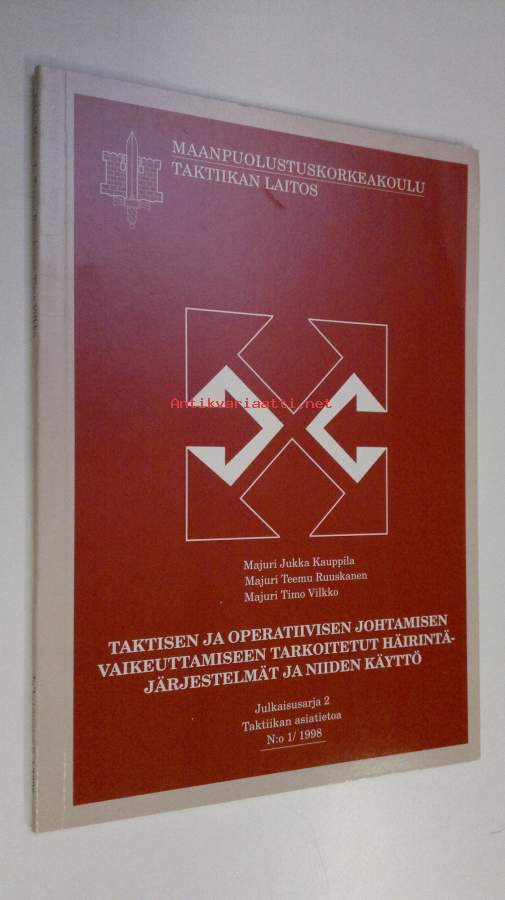 MAANPUOLUSTUSKORKEAKOULU
TAKTIIKAN LAITOS
Antikvariaatti.net
Majuri Jukka Kauppila
Majuri Teemu Ruuskanen
Majuri Timo Vilkko
TAKTISEN JA OPERATIIVISEN JOHTAMISEN
VAIKEUTTAMISEEN TARKOITETUT HÄIRINTÄ-
JÄRJESTELMÄT JA NIIDEN KÄYTTÖ
Julkaisusarja 2
Taktiikan asiatietoa
N:o 1/ 1998